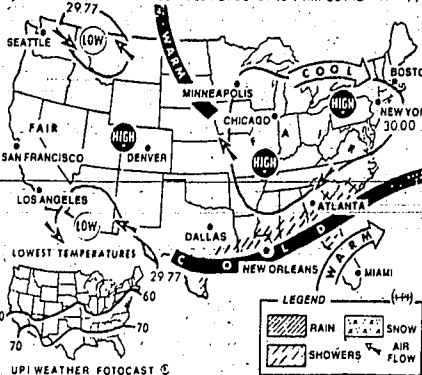 29.77
SEATTLE
LOW
WARM
COOL
BOSTON
MINNEAPOLIS
HIGH
CHICAGO
NEW YORK
30.00
FAIR
HIGH
DENVER
HIGH
SAN FRANCISCO
LOS ANGELES
ATLANTA
LOW
DALLAS
COLD
NEW ORLEANS
WARM
MIAMI
LOWEST TEMPERATURES
29.77
60
70
70
LEGEND
RAIN
SNOW
SHOWERS
AIR FLOW
UPI WEATHER FOTOCAST ©